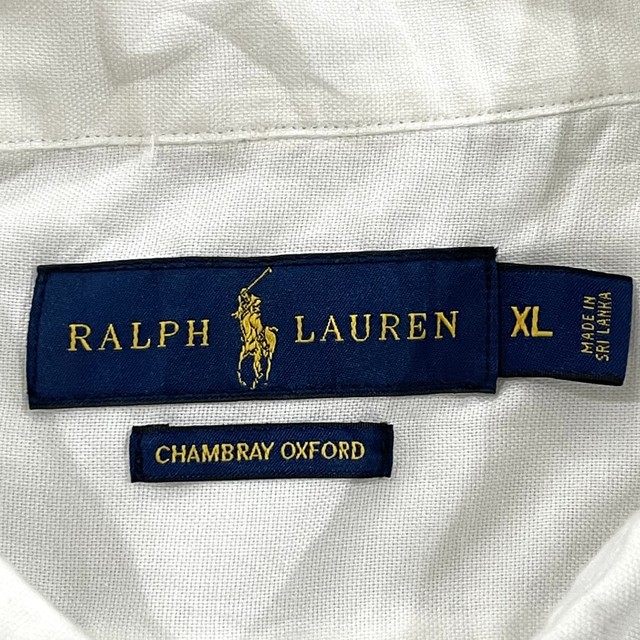 RALPH LAUREN
XL
MADE IN
SRI LANKA
CHAMBRAY OXFORD